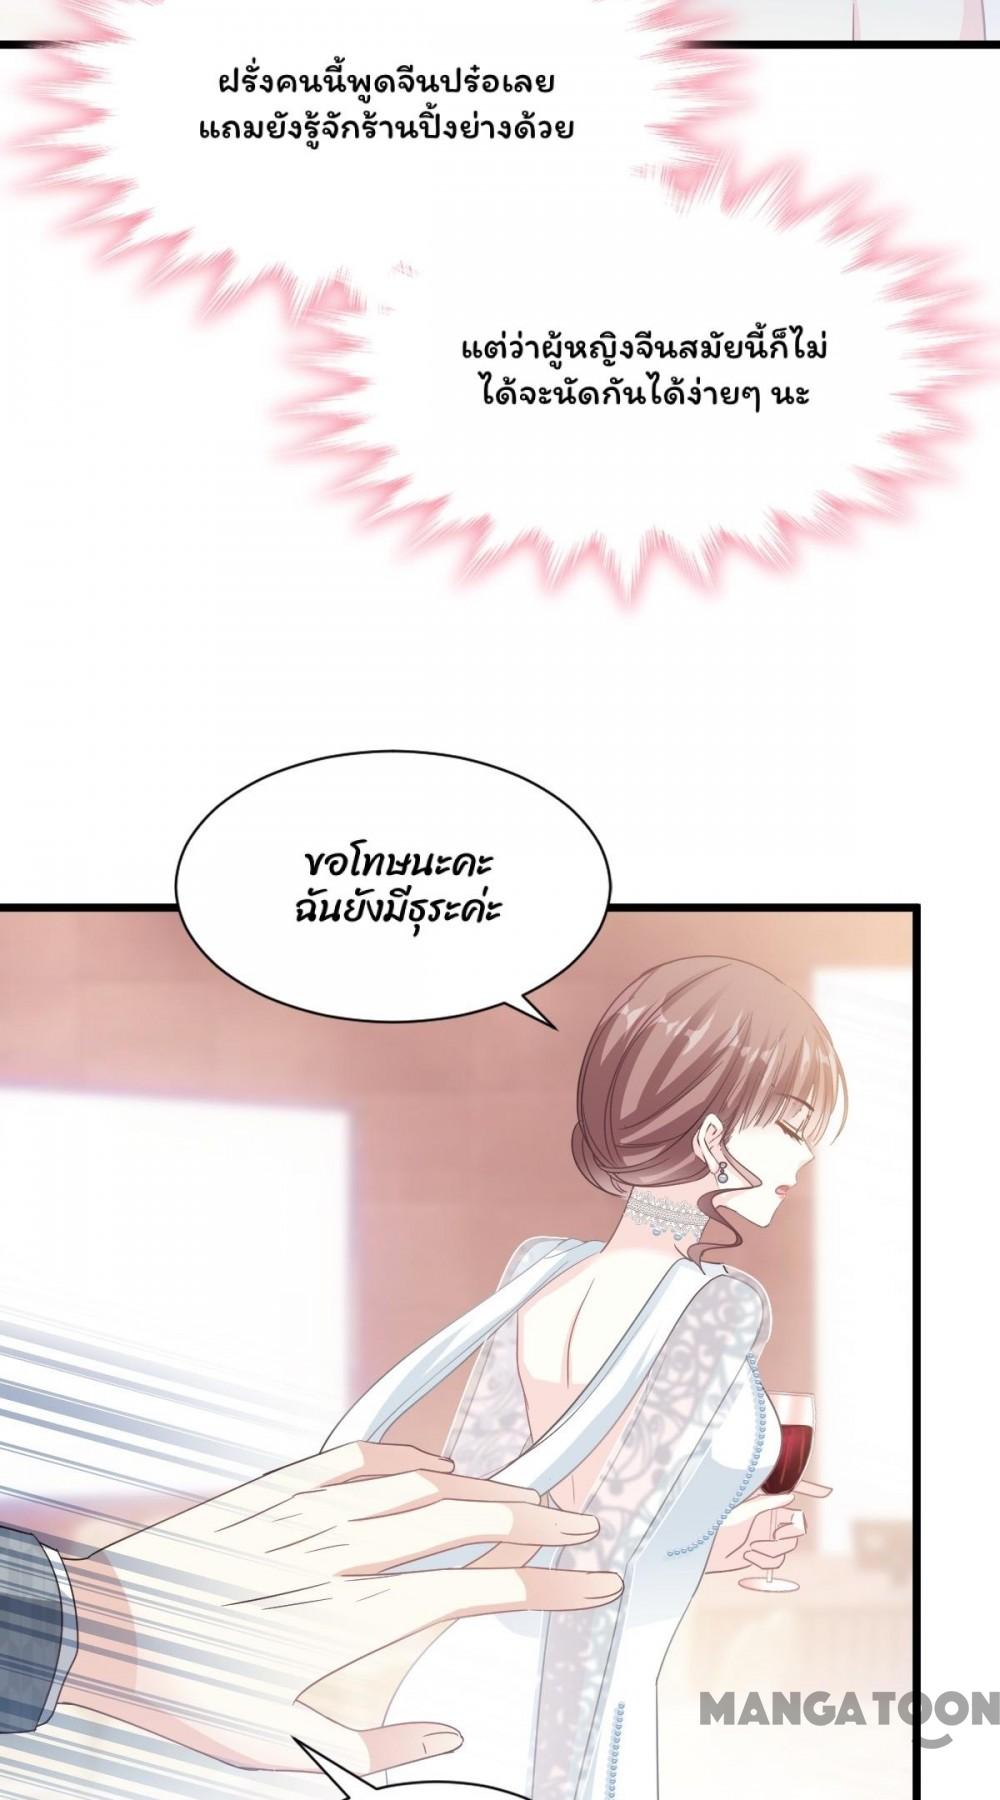 ฝรั่งคนนี้พูดจีนปร๋อเลย
แถมยังรู้จักร้านปิ้งย่างด้วย
แต่ว่าผู้หญิงจีนสมัยนี้ก็ไม่
ได้จะนัดกันได้ง่ายๆ นะ
ขอโทษนะคะ
ฉันยังมีธุระค่ะ
MANGATOON